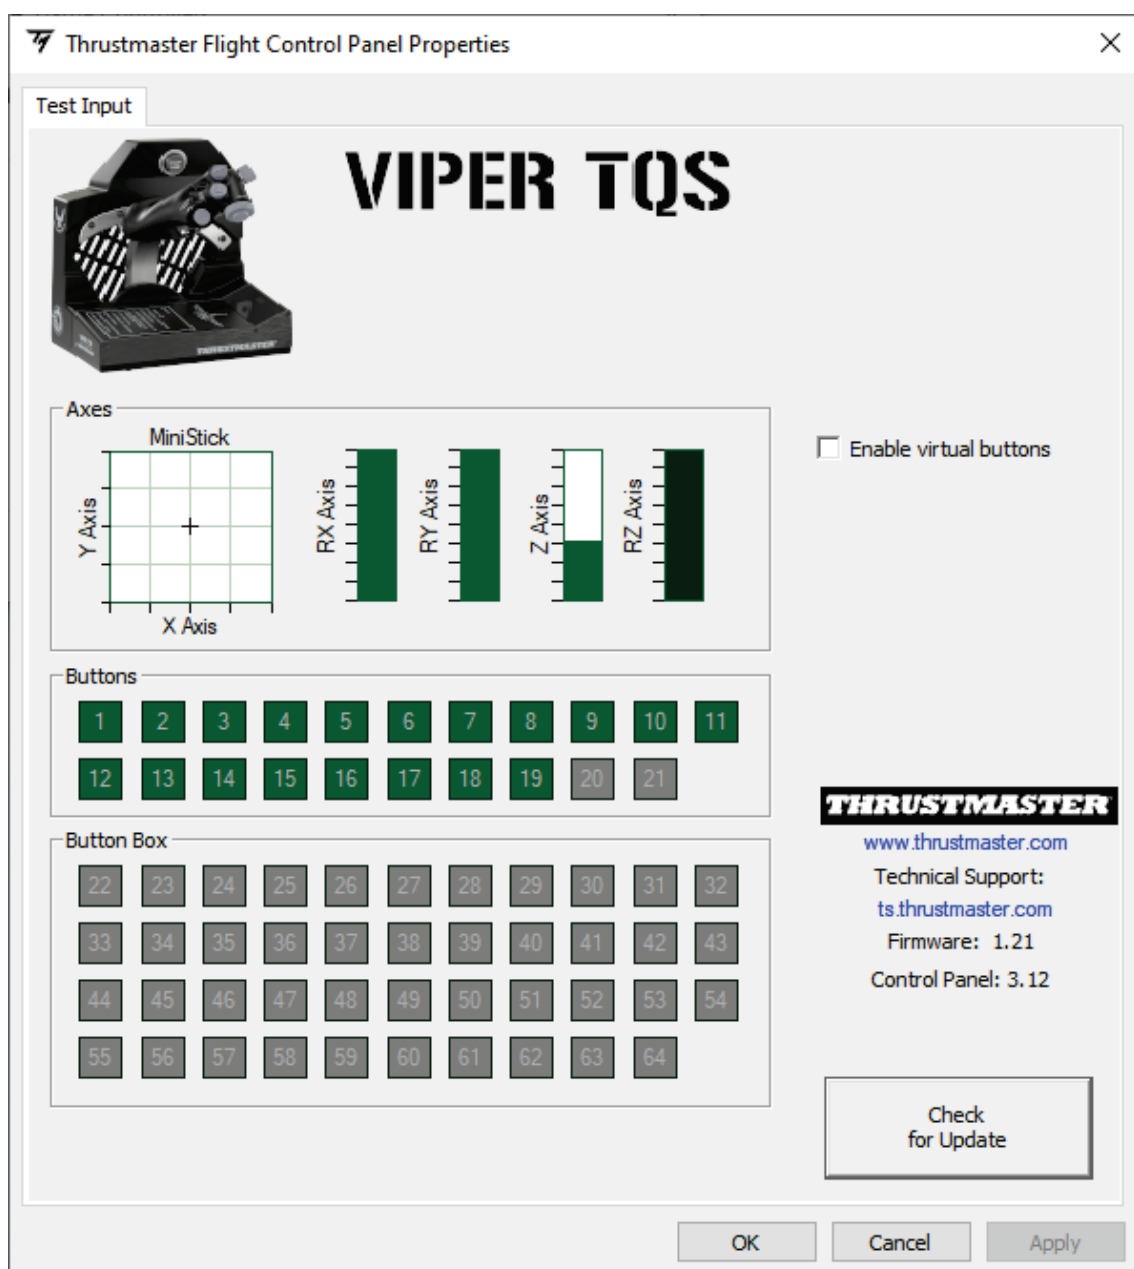 Thrustmaster Flight Control Panel Properties
Test Input
VIPER TQS
THRUSTMASTER
Axes
MiniStick
Y Axis
X Axis
RX Axis
RY Axis
Z Axis
RZ Axis
Enable virtual buttons
Buttons
1 2 3 4 5 6 7 8 9 10 11
12 13 14 15 16 17 18 19 20 21
Button Box
22 23 24 25 26 27 28 29 30 31 32
33 34 35 36 37 38 39 40 41 42 43
44 45 46 47 48 49 50 51 52 53 54
55 56 57 58 59 60 61 62 63 64
THRUSTMASTER
www.thrustmaster.com
Technical Support:
ts.thrustmaster.com
Firmware: 1.21
Control Panel: 3.12
Check
for Update
OK Cancel Apply